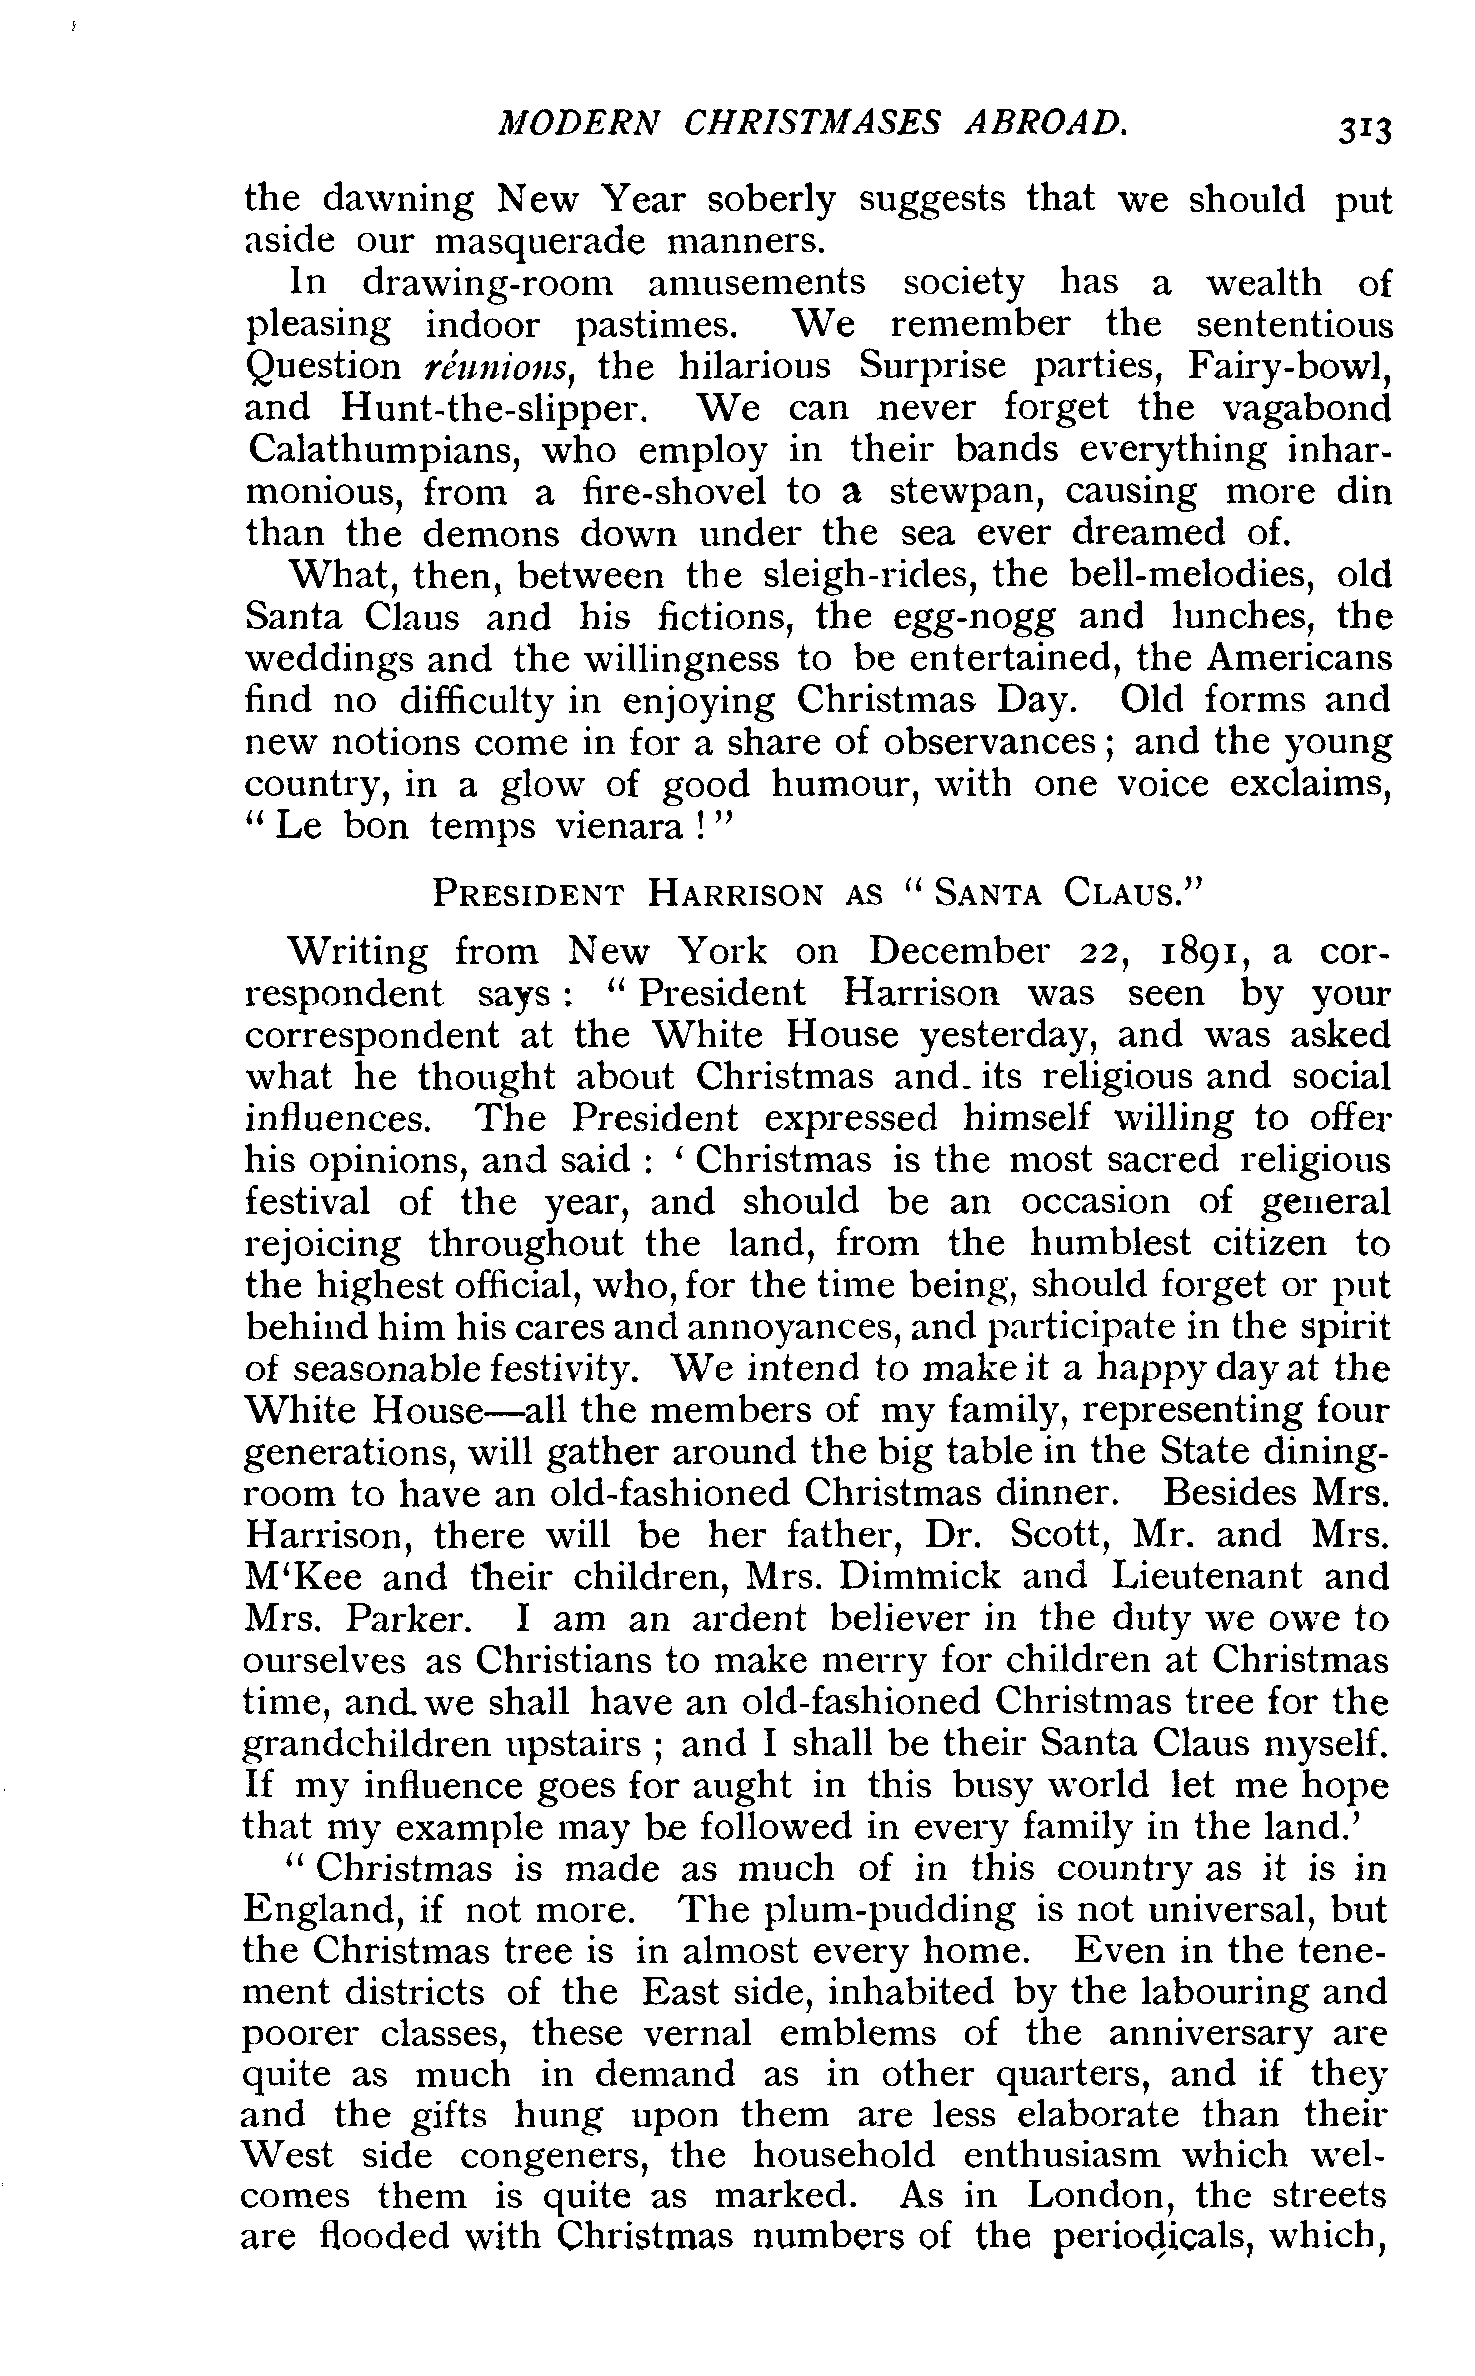 MODERN CHRISTMASES ABROAD. 313
the dawning New Year soberly suggests that we should put
aside our masquerade manners.
In drawing-room amusements society has a wealth of
pleasing indoor pastimes. We remember the sententious
Question réunions, the hilarious Surprise parties, Fairy-bowl,
and Hunt-the-slipper. We can never forget the vagabond
Calathumpians, who employ in their bands everything inhar-
monious, from a fire-shovel to a stewpan, causing more din
than the demons down under the sea ever dreamed of.
What, then, between the sleigh-rides, the bell-melodies, old
Santa Claus and his fictions, the egg-nogg and lunches, the
weddings and the willingness to be entertained, the Americans
find no difficulty in enjoying Christmas Day. Old forms and
new notions come in for a share of observances ; and the young
country, in a glow of good humour, with one voice exclaims,
“ Le bon temps vienara ! ”
PRESIDENT HARRISON AS “ SANTA CLAUS.”
Writing from New York on December 22, 1891, a cor-
respondent says : “ President Harrison was seen by your
correspondent at the White House yesterday, and was asked
what he thought about Christmas and its religious and social
influences. The President expressed himself willing to offer
his opinions, and said : ‘ Christmas is the most sacred religious
festival of the year, and should be an occasion of general
rejoicing throughout the land, from the humblest citizen to
the highest official, who, for the time being, should forget or put
behind him his cares and annoyances, and participate in the spirit
of seasonable festivity. We intend to make it a happy day at the
White House—all the members of my family, representing four
generations, will gather around the big table in the State dining-
room to have an old-fashioned Christmas dinner. Besides Mrs.
Harrison, there will be her father, Dr. Scott, Mr. and Mrs.
M‘Kee and their children, Mrs. Dimmick and Lieutenant and
Mrs. Parker. I am an ardent believer in the duty we owe to
ourselves as Christians to make merry for children at Christmas
time, and we shall have an old-fashioned Christmas tree for the
grandchildren upstairs ; and I shall be their Santa Claus myself.
If my influence goes for aught in this busy world let me hope
that my example may be followed in every family in the land.’
“ Christmas is made as much of in this country as it is in
England, if not more. The plum-pudding is not universal, but
the Christmas tree is in almost every home. Even in the tene-
ment districts of the East side, inhabited by the labouring and
poorer classes, these vernal emblems of the anniversary are
quite as much in demand as in other quarters, and if they
and the gifts hung upon them are less elaborate than their
West side congeners, the household enthusiasm which wel-
comes them is quite as marked. As in London, the streets
are flooded with Christmas numbers of the periodicals, which,